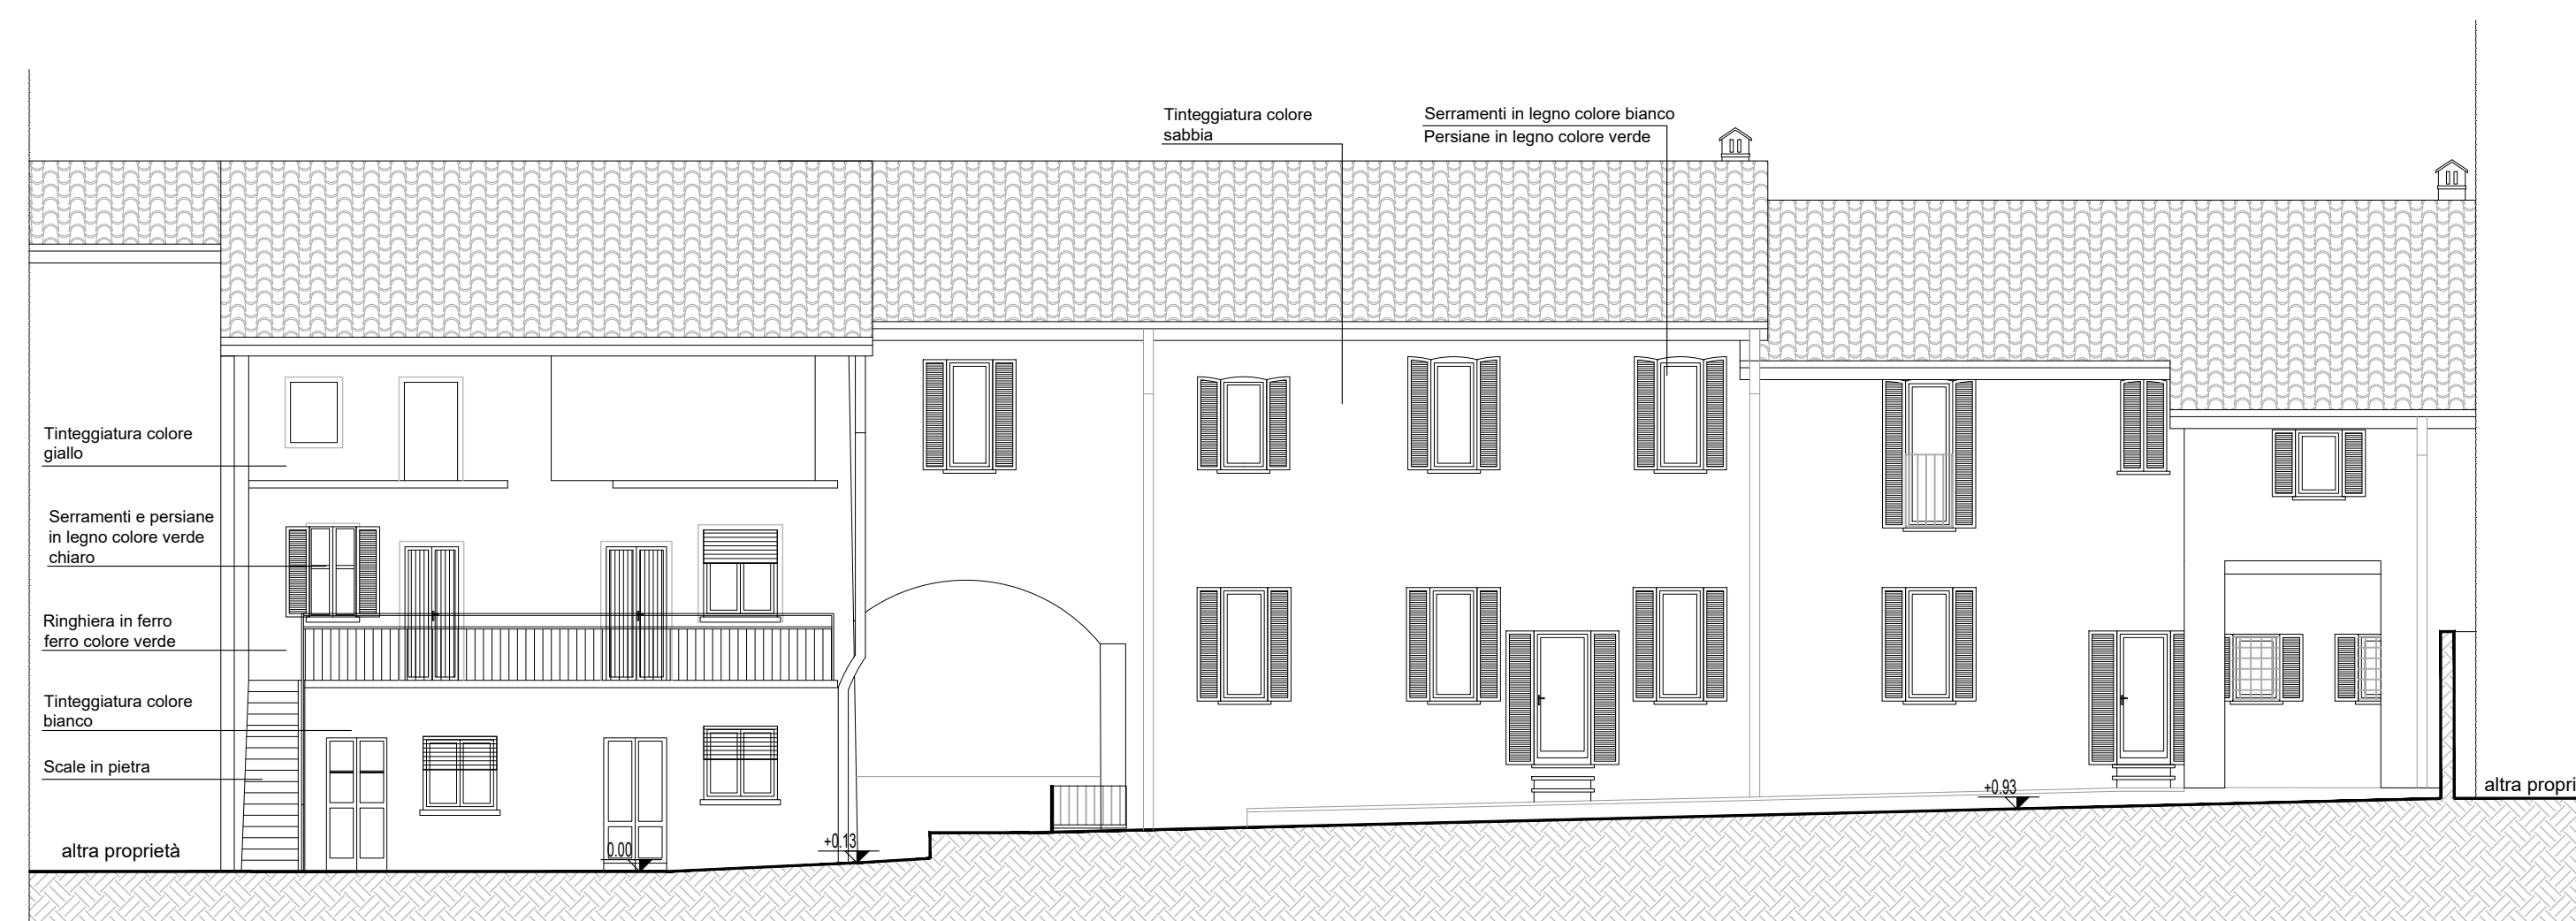 Tinteggiatura colore
sabbia
Serramenti in legno colore bianco
Persiane in legno colore verde
Tinteggiatura colore
giallo
Serramenti e persiane
in legno colore verde
chiaro
Ringhiera in ferro
ferro colore verde
Tinteggiatura colore
bianco
Scale in pietra
altra proprietà
0.00
+0.13
+0.93
altra propri